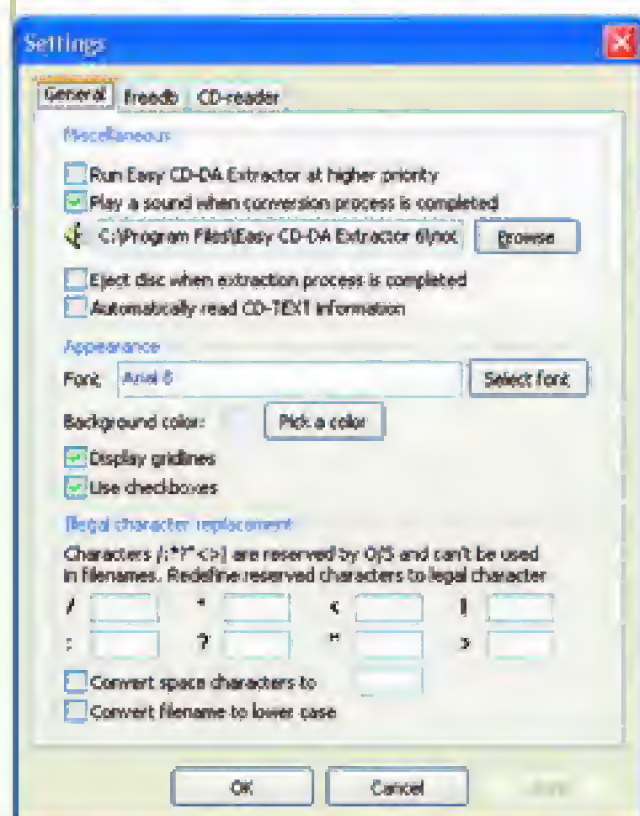 Settings
General freedb CD-reader
Miscellaneous
Run Easy CD-DA Extractor at higher priority
Play a sound when conversion process is completed
C:\Program Files\Easy CD-DA Extractor 6\not Browse
Eject disc when extraction process is completed
Automatically read CD-TEXT information
Appearance
Font Arial 8 Select font
Background color: Pick a color
Display gridlines
Use checkboxes
Illegal character replacement
Characters /:*?"<>| are reserved by O/S and can't be used
in filenames. Redefine reserved characters to legal character
/ * < |
: ? " >
Convert space characters to
Convert filename to lower case
OK Cancel